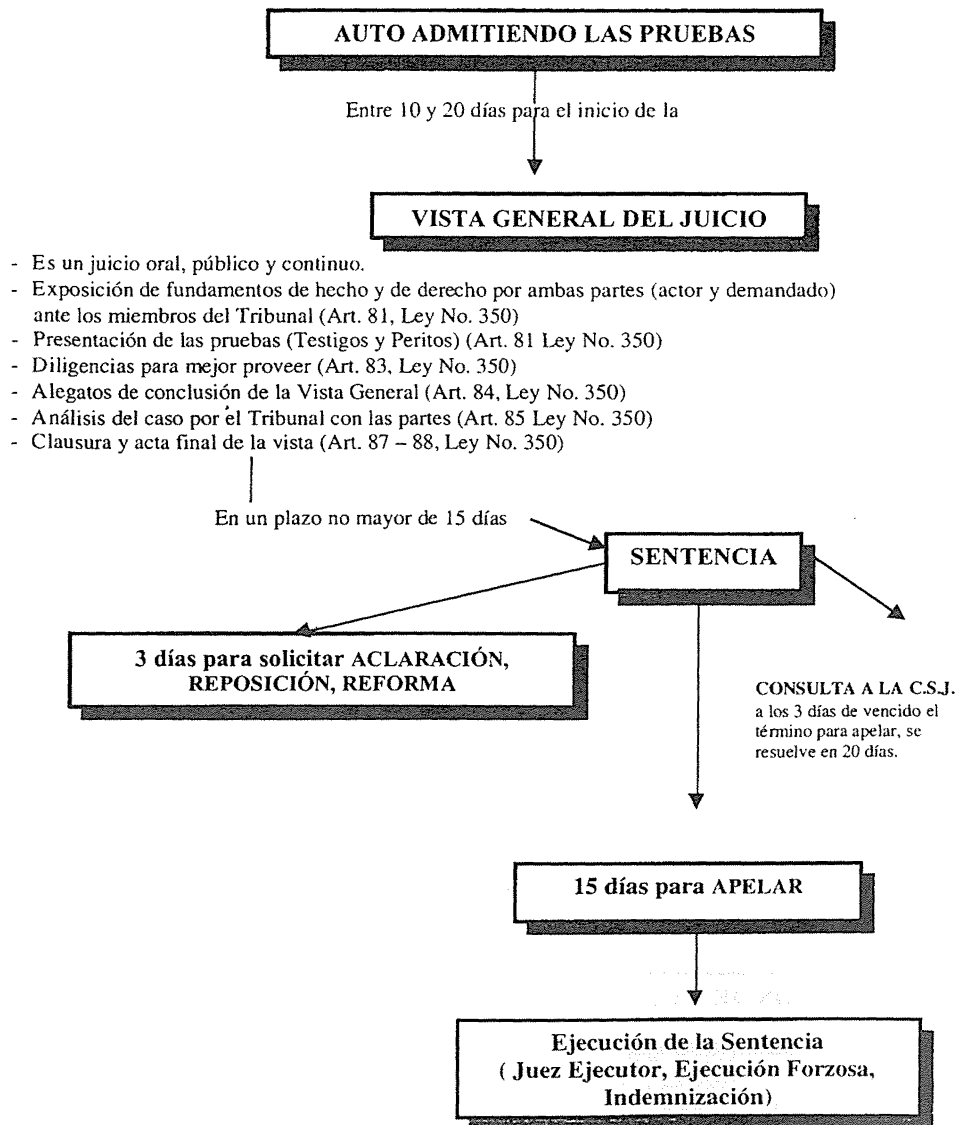 AUTO ADMITIENDO LAS PRUEBAS
Entre 10 y 20 días para el inicio de la
VISTA GENERAL DEL JUICIO
- Es un juicio oral, público y continuo.
- Exposición de fundamentos de hecho y de derecho por ambas partes (actor y demandado)
ante los miembros del Tribunal (Art. 81, Ley No. 350)
- Presentación de las pruebas (Testigos y Peritos) (Art. 81 Ley No. 350)
- Diligencias para mejor proveer (Art. 83, Ley No. 350)
- Alegatos de conclusión de la Vista General (Art. 84, Ley No. 350)
- Análisis del caso por el Tribunal con las partes (Art. 85 Ley No. 350)
- Clausura y acta final de la vista (Art. 87 – 88, Ley No. 350)
En un plazo no mayor de 15 días
SENTENCIA
3 días para solicitar ACLARACIÓN,
REPOSICIÓN, REFORMA
CONSULTA A LA C.S.J.
a los 3 días de vencido el
término para apelar, se
resuelve en 20 días.
15 días para APELAR
Ejecución de la Sentencia
( Juez Ejecutor, Ejecución Forzosa,
Indemnización)